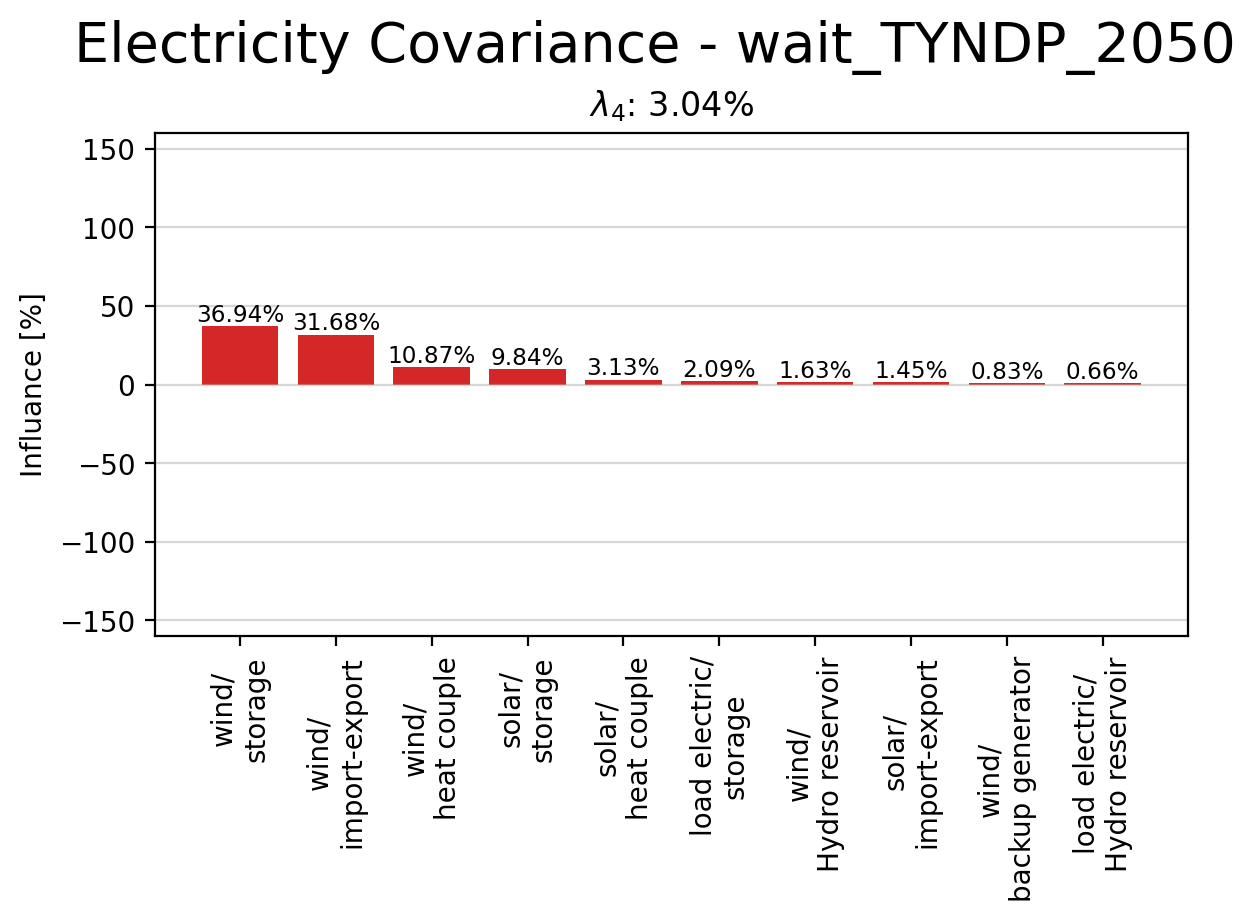 Electricity Covariance - wait_TYNDP_2050
λ4: 3.04%
Influance [%]
150
100
50
0
−50
−100
−150
36.94%
31.68%
10.87%
9.84%
3.13%
2.09%
1.63%
1.45%
0.83%
0.66%
wind/
storage
wind/
import-export
wind/
heat couple
solar/
storage
solar/
heat couple
load electric/
storage
wind/
Hydro reservoir
solar/
import-export
wind/
backup generator
load electric/
Hydro reservoir